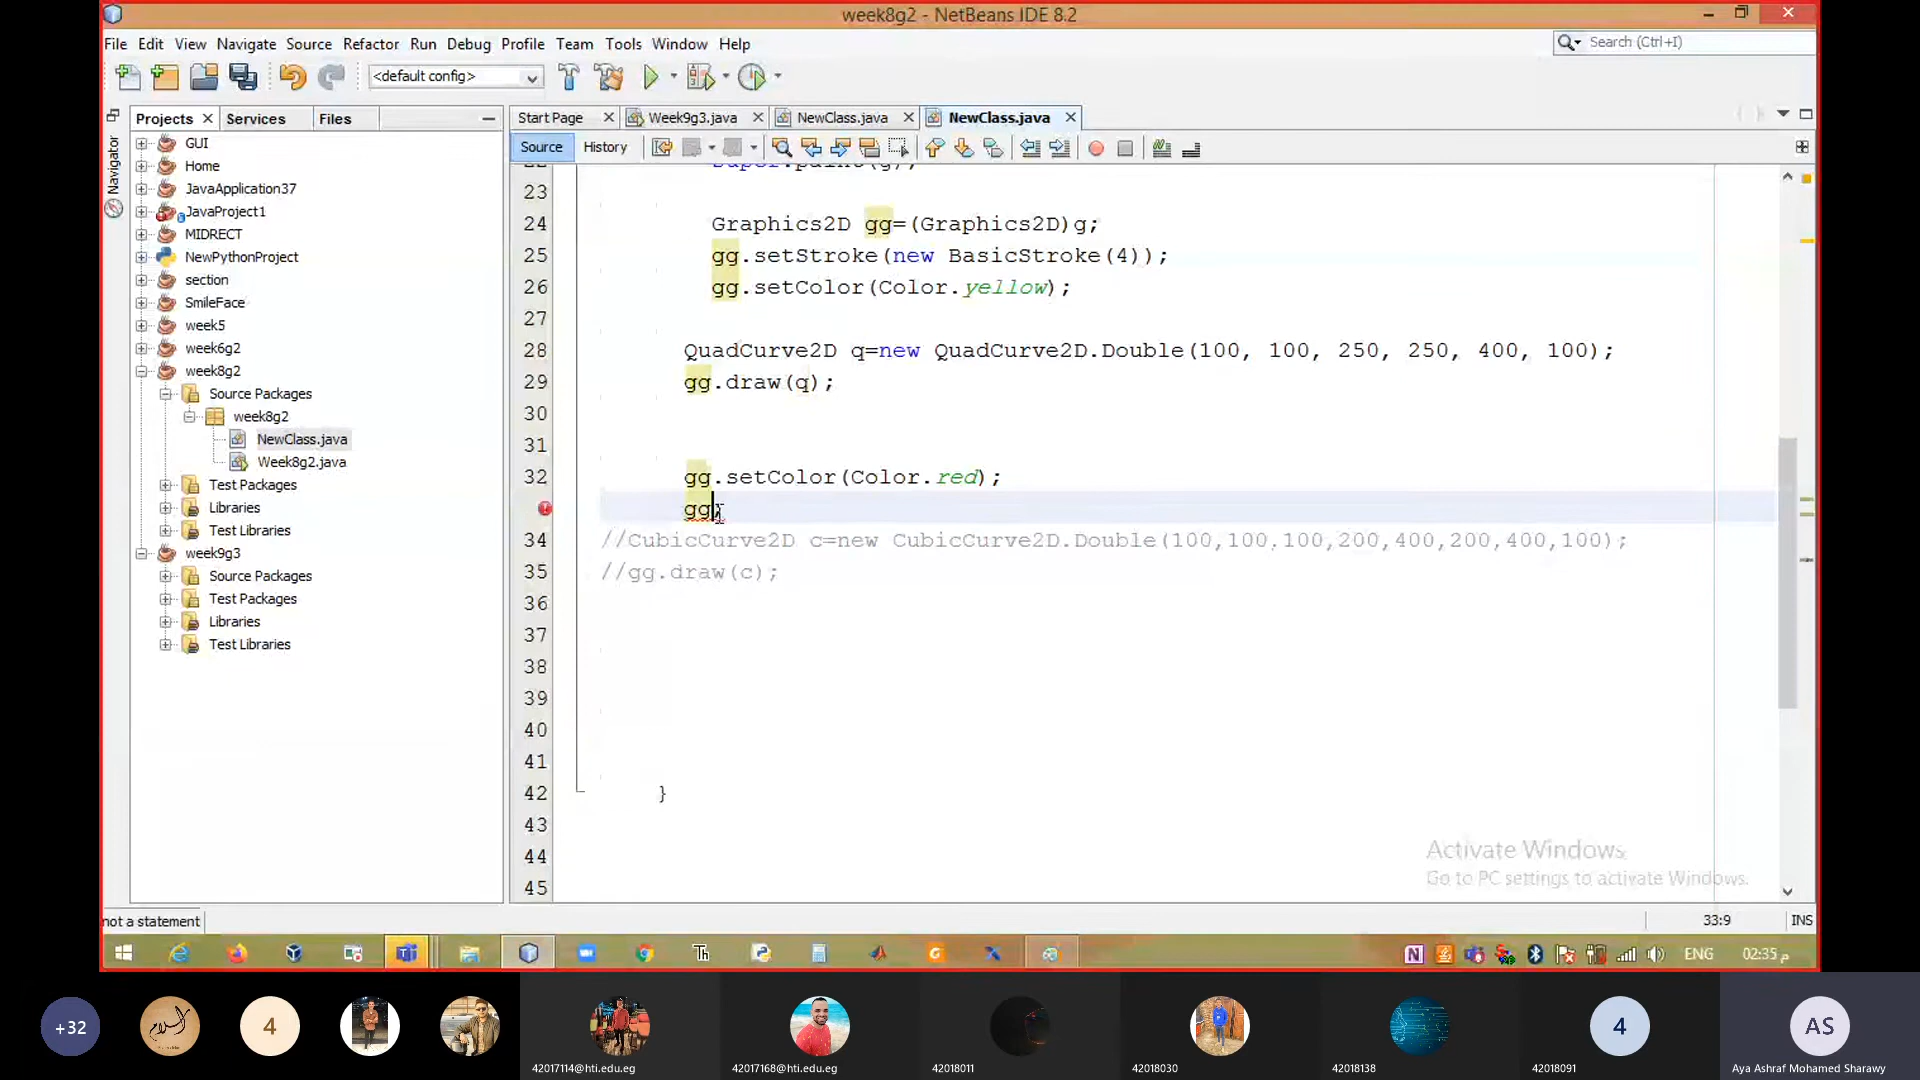 week8g2 - NetBeans IDE 8.2
File Edit View Navigate Source Refactor Run Debug Profile Team Tools Window Help
Search (Ctrl+I)
<default config>
Navigator
Projects
Services
Files
GUI
Home
JavaApplication37
JavaProject1
MIDRECT
NewPythonProject
section
SmileFace
week5
week6g2
week8g2
Source Packages
week8g2
NewClass.java
Week8g2.java
Test Packages
Libraries
Test Libraries
week9g3
Source Packages
Test Packages
Libraries
Test Libraries
Start Page
Week9g3.java
NewClass.java
NewClass.java
Source
History
22 super.paint(g);
23
24 Graphics2D gg=(Graphics2D)g;
25 gg.setStroke(new BasicStroke(4));
26 gg.setColor(Color.yellow);
27
28 QuadCurve2D q=new QuadCurve2D.Double(100, 100, 250, 250, 400, 100);
29 gg.draw(q);
30
31
32 gg.setColor(Color.red);
gg;
34 //CubicCurve2D c=new CubicCurve2D.Double(100,100,100,200,400,200,400,100);
35 //gg.draw(c);
36
37
38
39
40
41
42 }
43
44
45
Activate Windows
Go to PC settings to activate Windows.
not a statement
33:9
INS
Th
N
ENG
02:35 م
+32
4
42017114@hti.edu.eg
42017168@hti.edu.eg
42018011
42018030
42018138
4
42018091
AS
Aya Ashraf Mohamed Sharawy